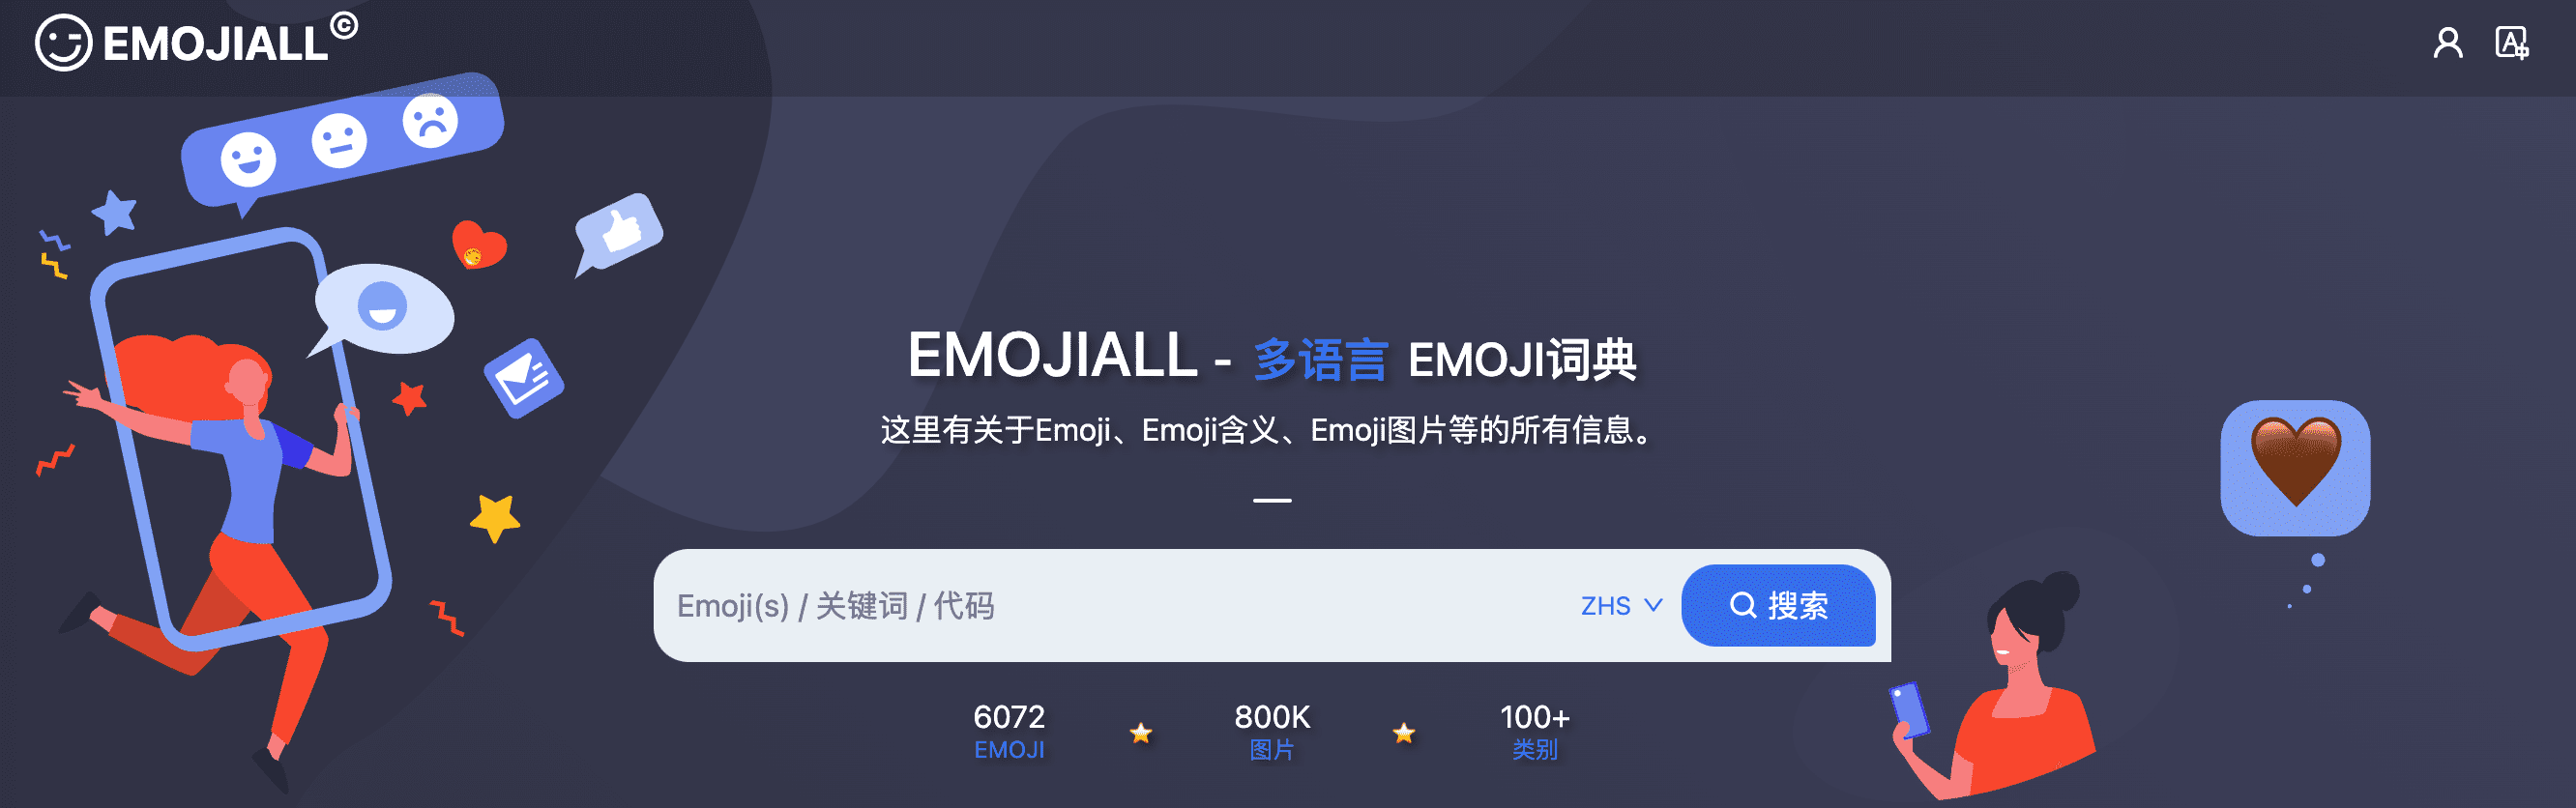 EMOJIALL©
EMOJIALL - 多语言 EMOJI词典
这里有关于Emoji、Emoji含义、Emoji图片等的所有信息。
Emoji(s) / 关键词 / 代码
ZHS
搜索
6072
EMOJI
800K
图片
100+
类别